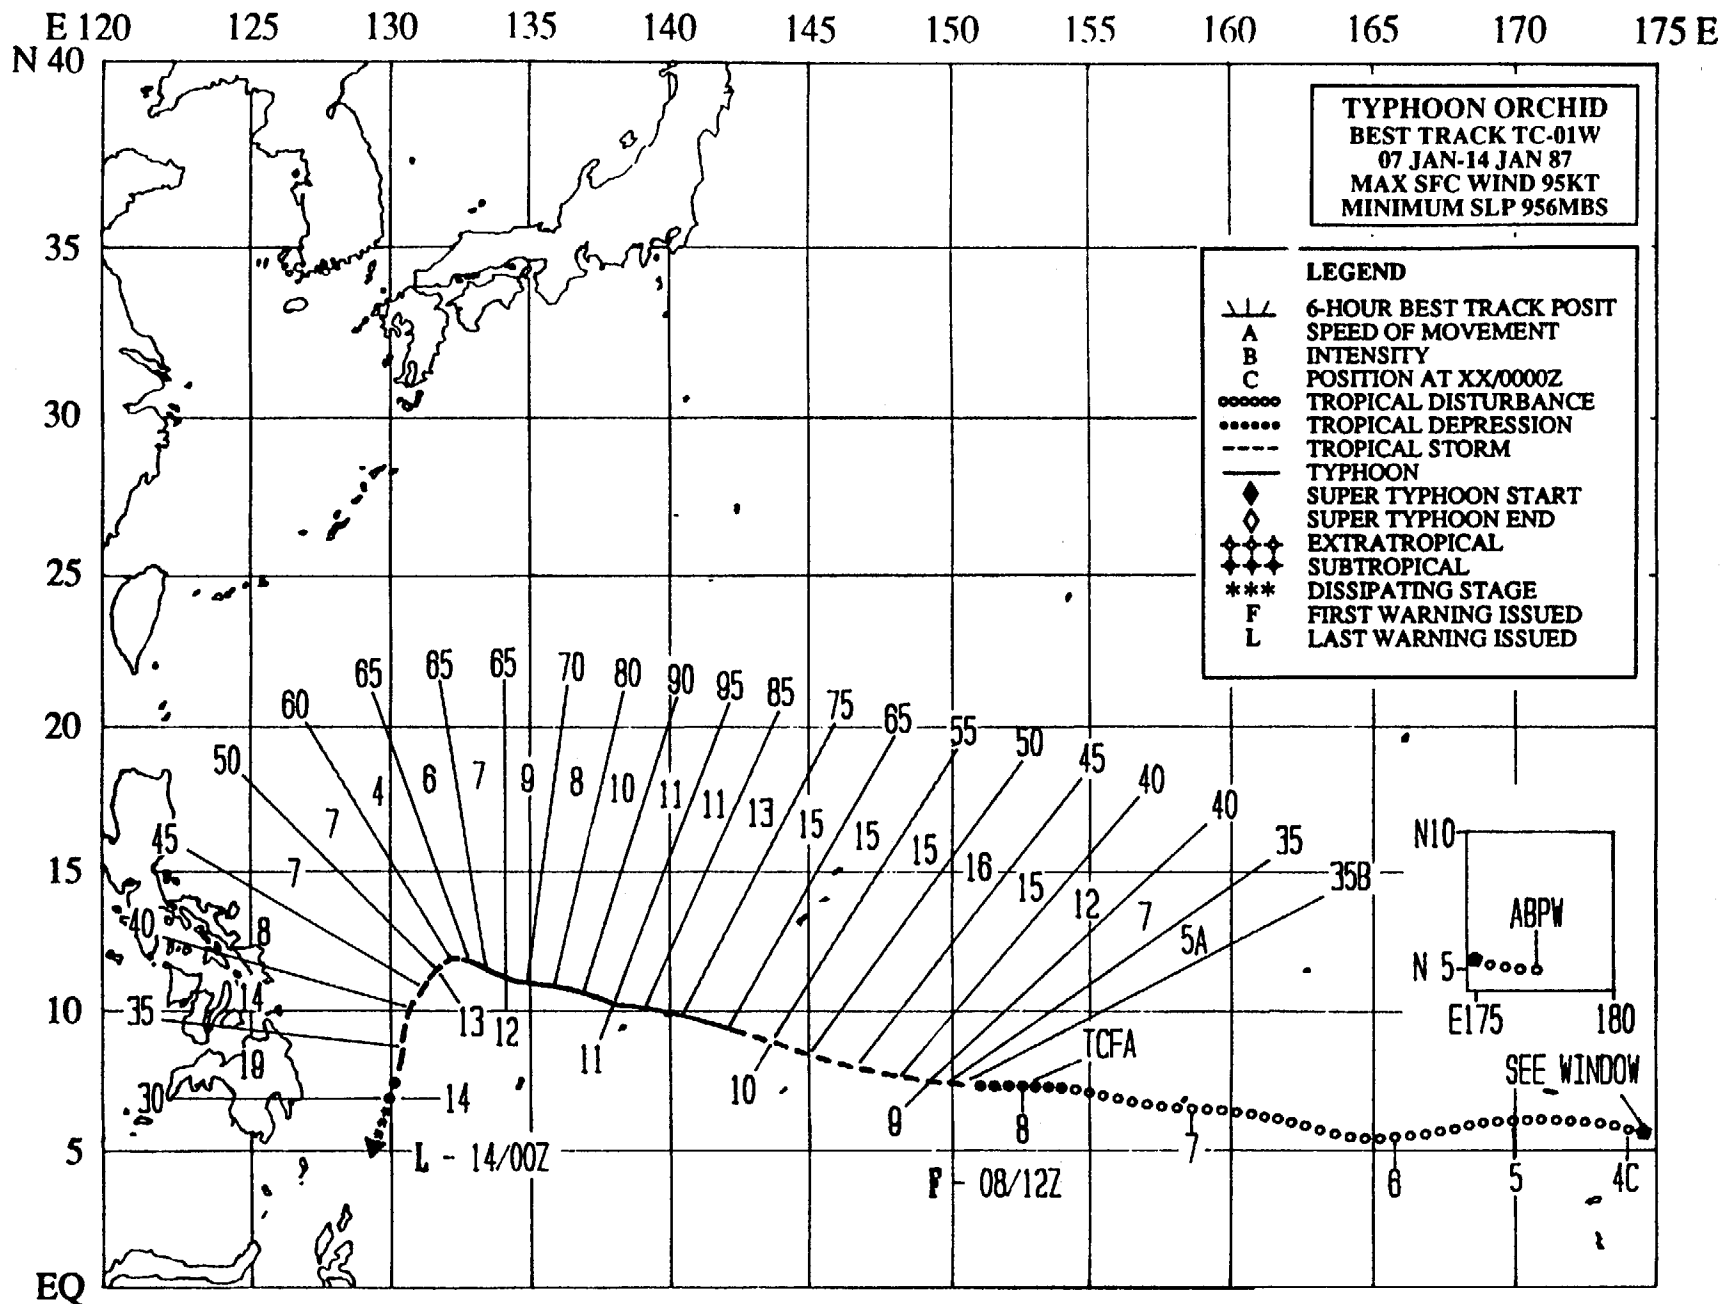 E 120 125 130 135 140 145 150 155 160 165 170 175 E
N 40
TYPHOON ORCHID
BEST TRACK TC-01W
07 JAN-14 JAN 87
MAX SFC WIND 95KT
MINIMUM SLP 956MBS
35
LEGEND
6-HOUR BEST TRACK POSIT
A SPEED OF MOVEMENT
B INTENSITY
C POSITION AT XX/0000Z
TROPICAL DISTURBANCE
TROPICAL DEPRESSION
TROPICAL STORM
TYPHOON
SUPER TYPHOON START
SUPER TYPHOON END
EXTRATROPICAL
SUBTROPICAL
*** DISSIPATING STAGE
F FIRST WARNING ISSUED
L LAST WARNING ISSUED
30
25
20
60 65 65 65 70 80 90 95 85 75 65 55 50 45 40 40 35 35B
50
7 4 6 7 9 8 10 11 11 13 15 15 15 16 15 12 7 5A
45
7
15
40 8
35 14
10
19
30
13 12 11 10 9 8 7 6 5 4C
14
TCFA
L - 14/00Z
F - 08/12Z
5
EQ
N10
ABPW
N 5
E175 180
SEE WINDOW